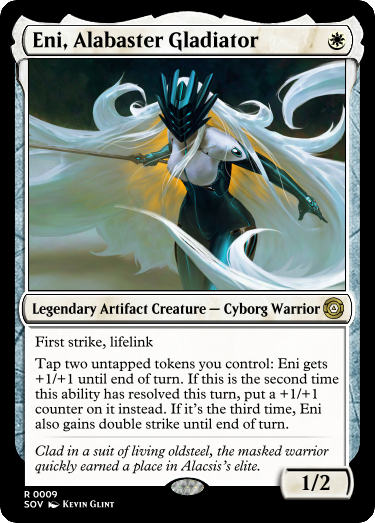 Eni, Alabaster Gladiator
Legendary Artifact Creature — Cyborg Warrior
First strike, lifelink
Tap two untapped tokens you control: Eni gets
+1/+1 until end of turn. If this is the second time
this ability has resolved this turn, put a +1/+1
counter on it instead. If it's the third time, Eni
also gains double strike until end of turn.
Clad in a suit of living oldsteel, the masked warrior
quickly earned a place in Alacsis's elite.
1/2
R 0009
SOV Kevin Glint